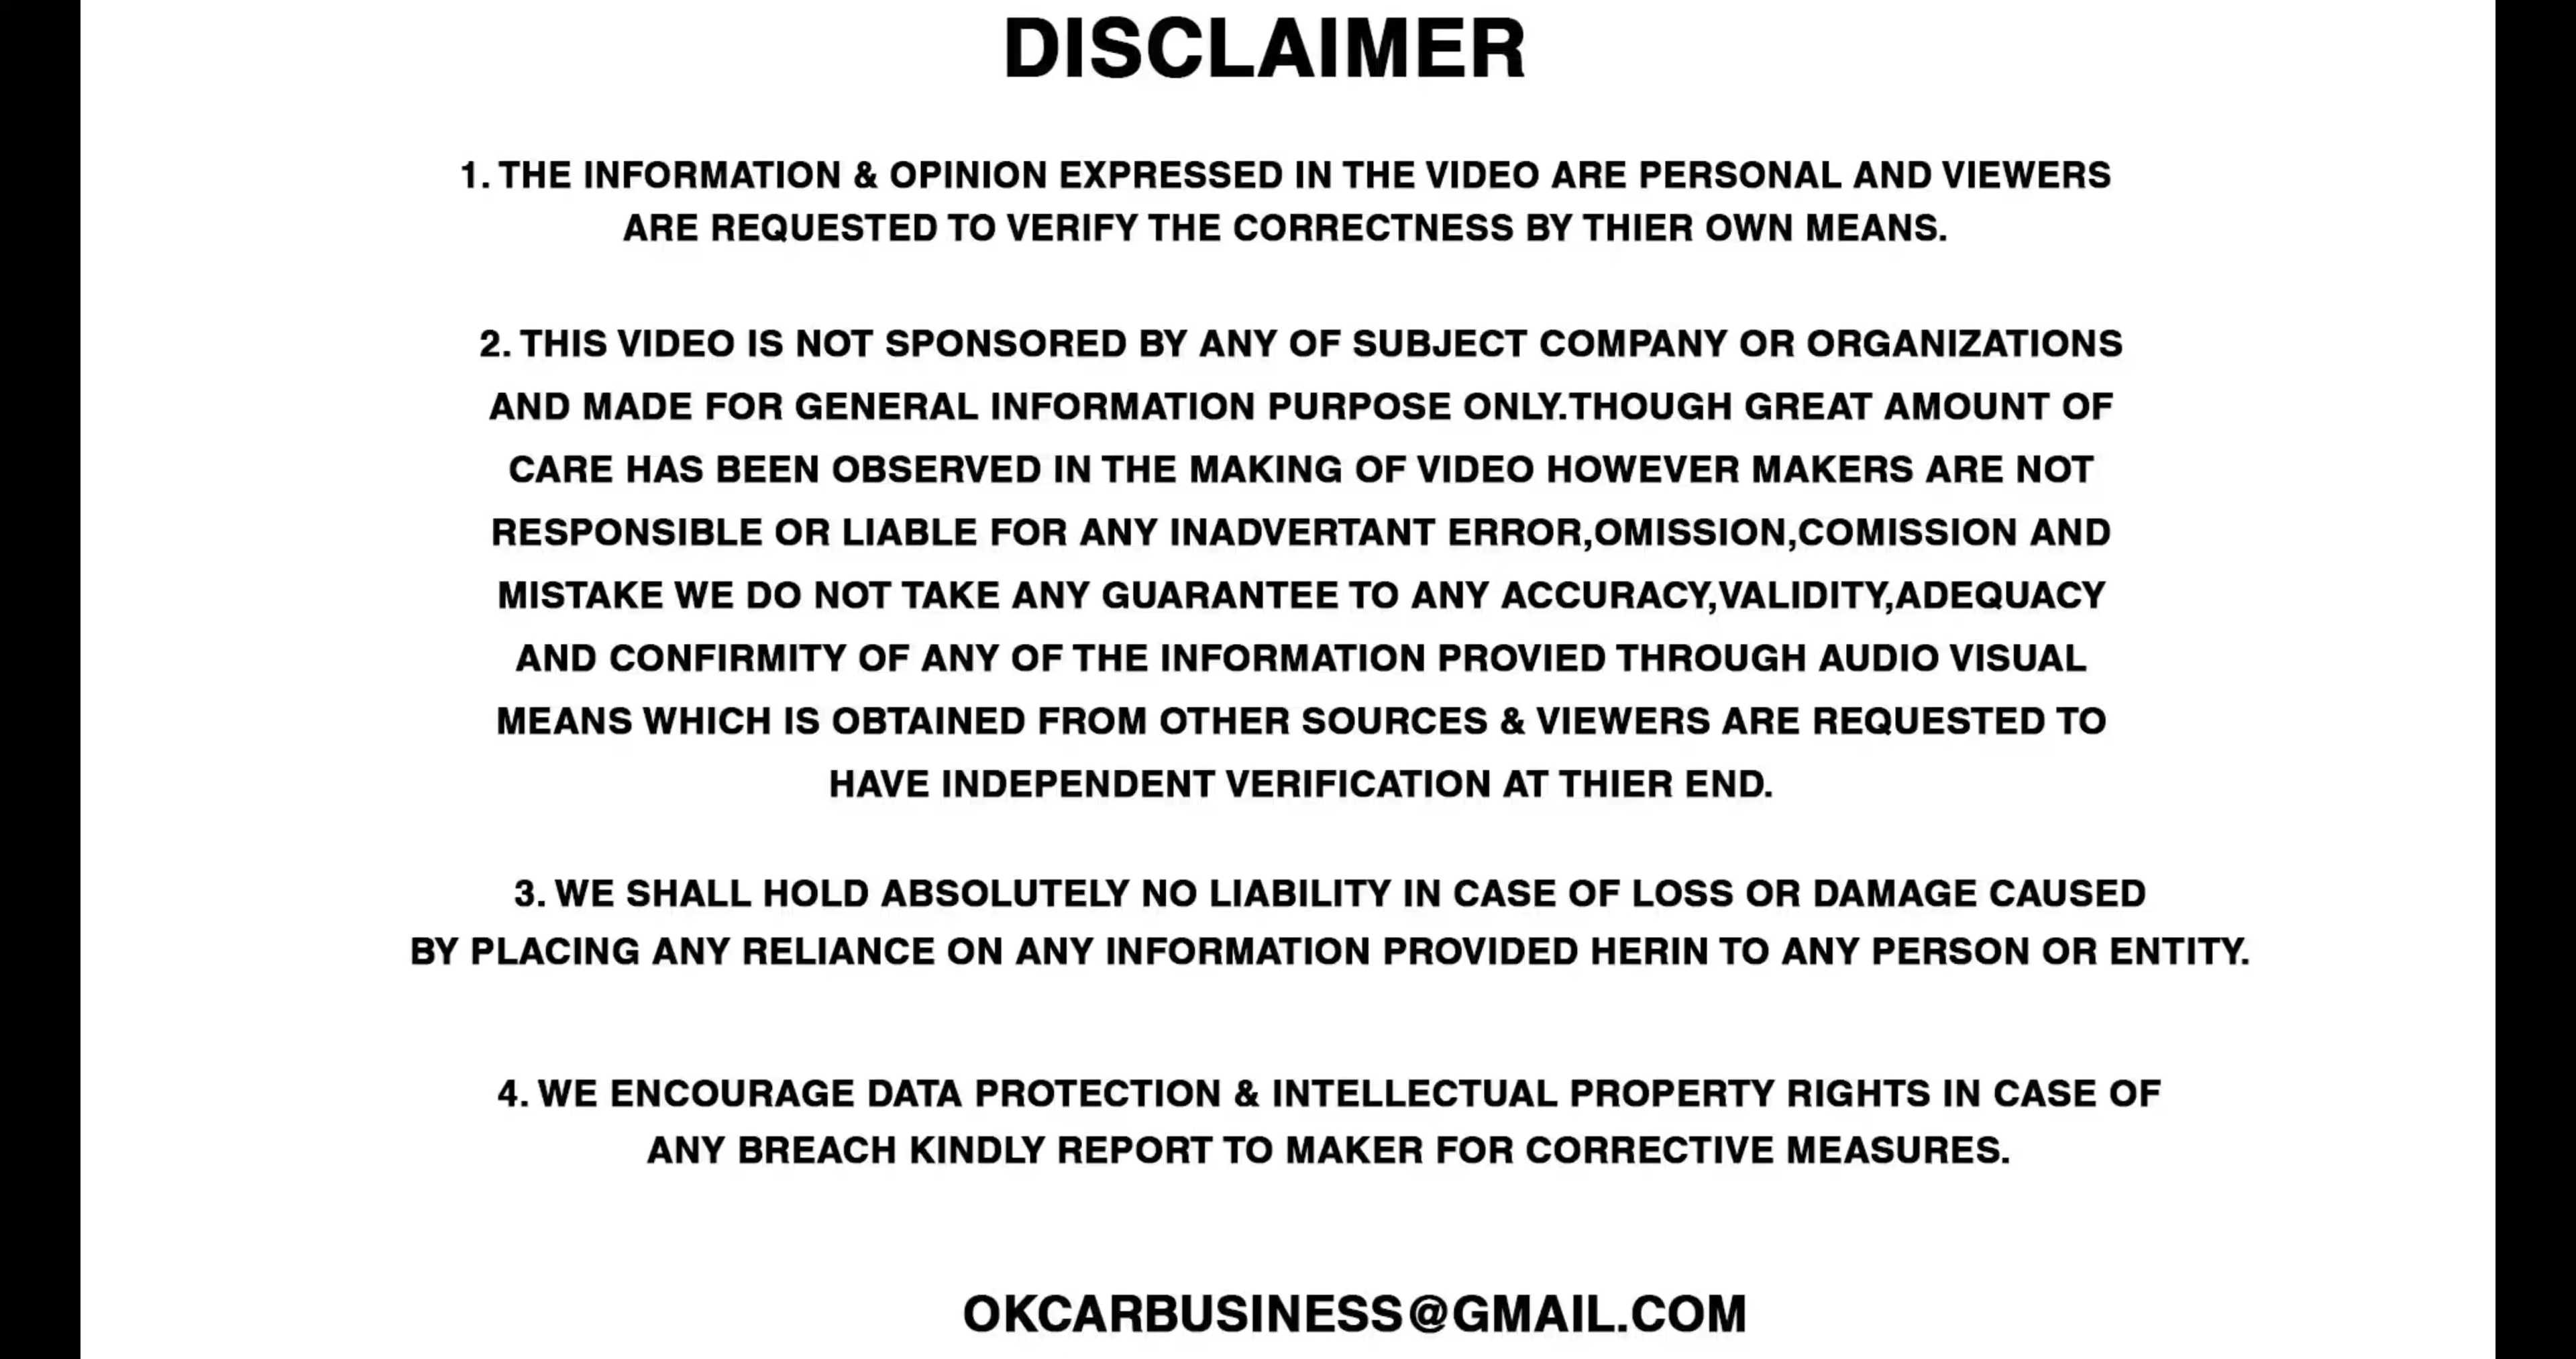 DISCLAIMER
1. THE INFORMATION & OPINION EXPRESSED IN THE VIDEO ARE PERSONAL AND VIEWERS
ARE REQUESTED TO VERIFY THE CORRECTNESS BY THIER OWN MEANS.
2. THIS VIDEO IS NOT SPONSORED BY ANY OF SUBJECT COMPANY OR ORGANIZATIONS
AND MADE FOR GENERAL INFORMATION PURPOSE ONLY.THOUGH GREAT AMOUNT OF
CARE HAS BEEN OBSERVED IN THE MAKING OF VIDEO HOWEVER MAKERS ARE NOT
RESPONSIBLE OR LIABLE FOR ANY INADVERTANT ERROR,OMISSION,COMISSION AND
MISTAKE WE DO NOT TAKE ANY GUARANTEE TO ANY ACCURACY,VALIDITY,ADEQUACY
AND CONFIRMITY OF ANY OF THE INFORMATION PROVIED THROUGH AUDIO VISUAL
MEANS WHICH IS OBTAINED FROM OTHER SOURCES & VIEWERS ARE REQUESTED TO
HAVE INDEPENDENT VERIFICATION AT THIER END.
3. WE SHALL HOLD ABSOLUTELY NO LIABILITY IN CASE OF LOSS OR DAMAGE CAUSED
BY PLACING ANY RELIANCE ON ANY INFORMATION PROVIDED HERIN TO ANY PERSON OR ENTITY.
4. WE ENCOURAGE DATA PROTECTION & INTELLECTUAL PROPERTY RIGHTS IN CASE OF
ANY BREACH KINDLY REPORT TO MAKER FOR CORRECTIVE MEASURES.
OKCARBUSINESS@GMAIL.COM